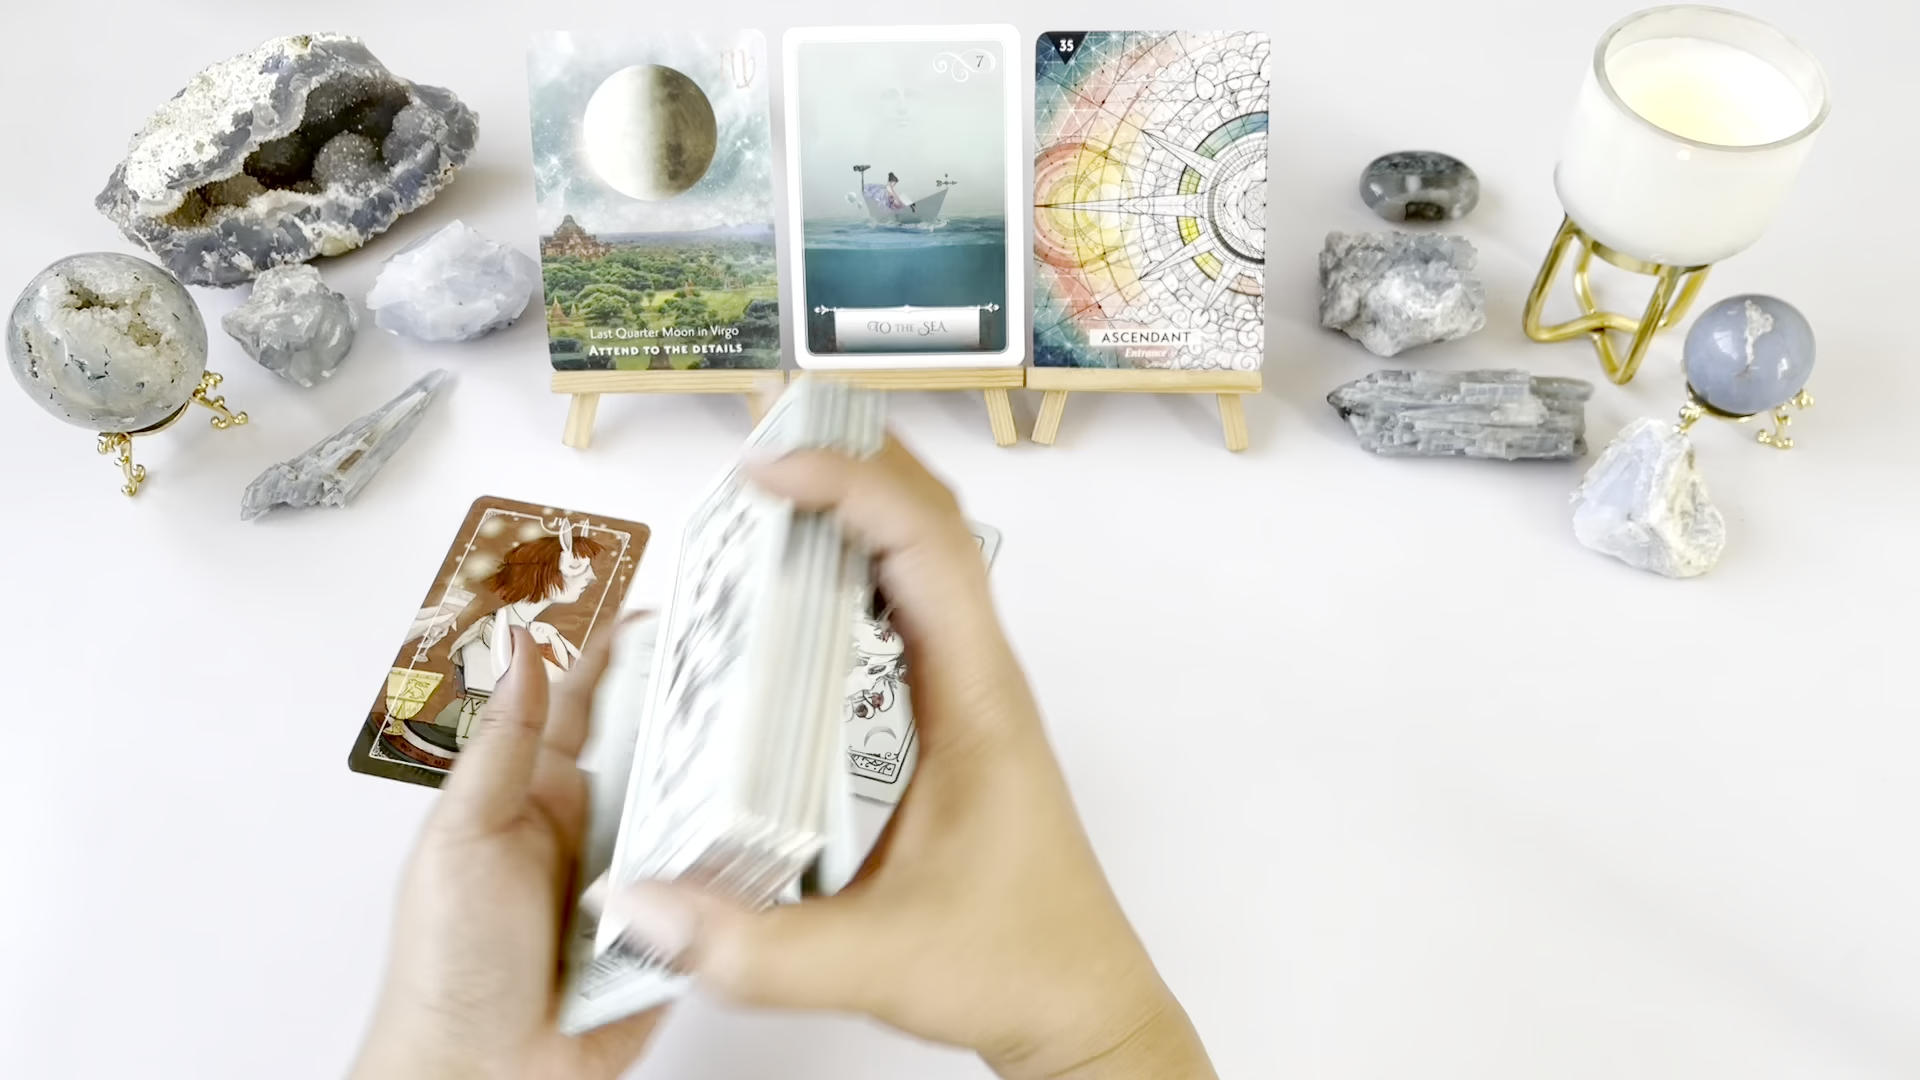 Last Quarter Moon in Virgo
ATTEND TO THE DETAILS
7
TO THE SEA
35
ASCENDANT
Entrance